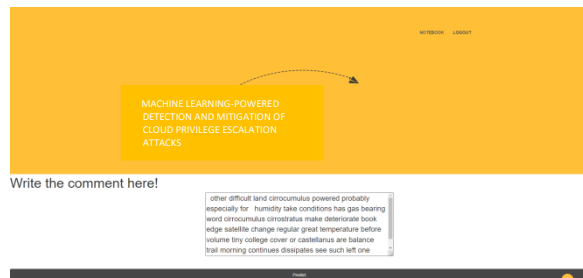 NOTEBOOK LOGOUT
MACHINE LEARNING-POWERED
DETECTION AND MITIGATION OF
CLOUD PRIVILEGE ESCALATION
ATTACKS
Write the comment here!
other difficult land cirrocumulus powered probably
especially for humidity take conditions has gas bearing
word cirrocumulus cirrostratus make deteriorate book
edge satellite change regular great temperature before
volume tiny college cover or castellanus are balance
trail morning continues dissipates see such left one
Predict